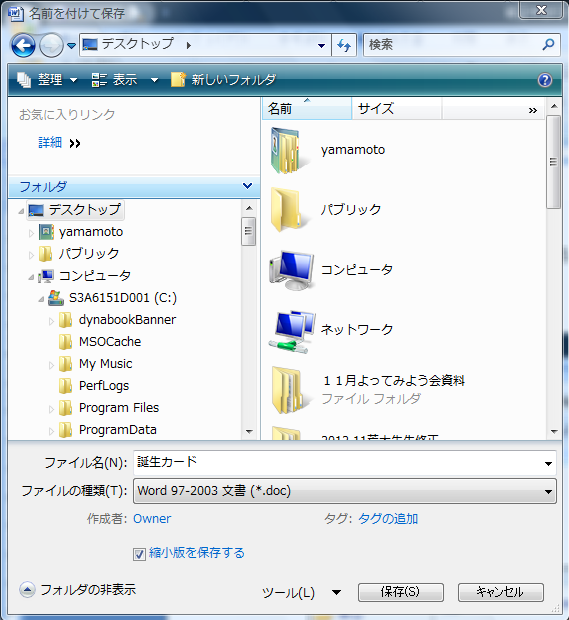 名前を付けて保存
デスクトップ
検索
整理 表示 新しいフォルダ
お気に入りリンク
詳細
フォルダ
デスクトップ
yamamoto
パブリック
コンピュータ
S3A6151D001 (C:)
dynabookBanner
MSOCache
My Music
PerfLogs
Program Files
ProgramData
名前 サイズ
yamamoto
パブリック
コンピュータ
ネットワーク
１１月よってみよう会資料
ファイル フォルダ
ファイル名(N): 誕生カード
ファイルの種類(T): Word 97-2003 文書 (*.doc)
作成者: Owner タグ: タグの追加
縮小版を保存する
フォルダの非表示 ツール(L) 保存(S) キャンセル